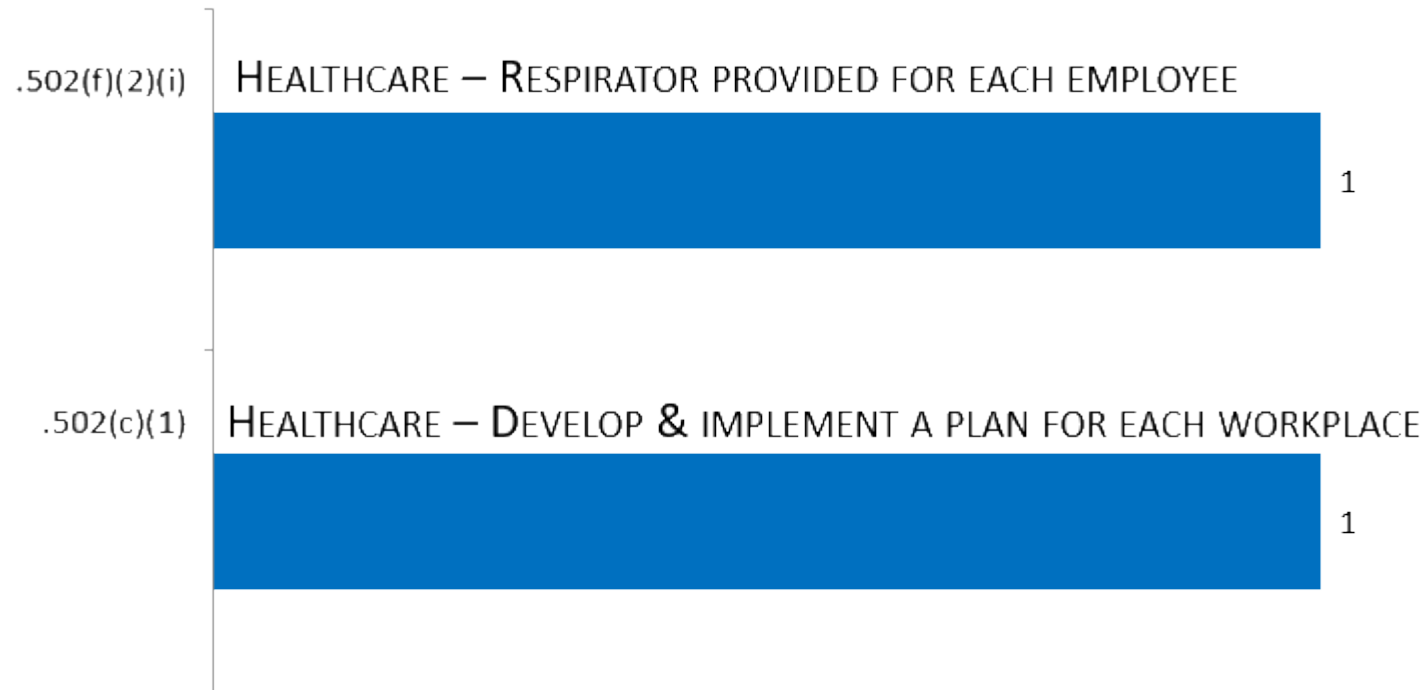 .502(f)(2)(i) HEALTHCARE – RESPIRATOR PROVIDED FOR EACH EMPLOYEE
1
.502(c)(1) HEALTHCARE – DEVELOP & IMPLEMENT A PLAN FOR EACH WORKPLACE
1